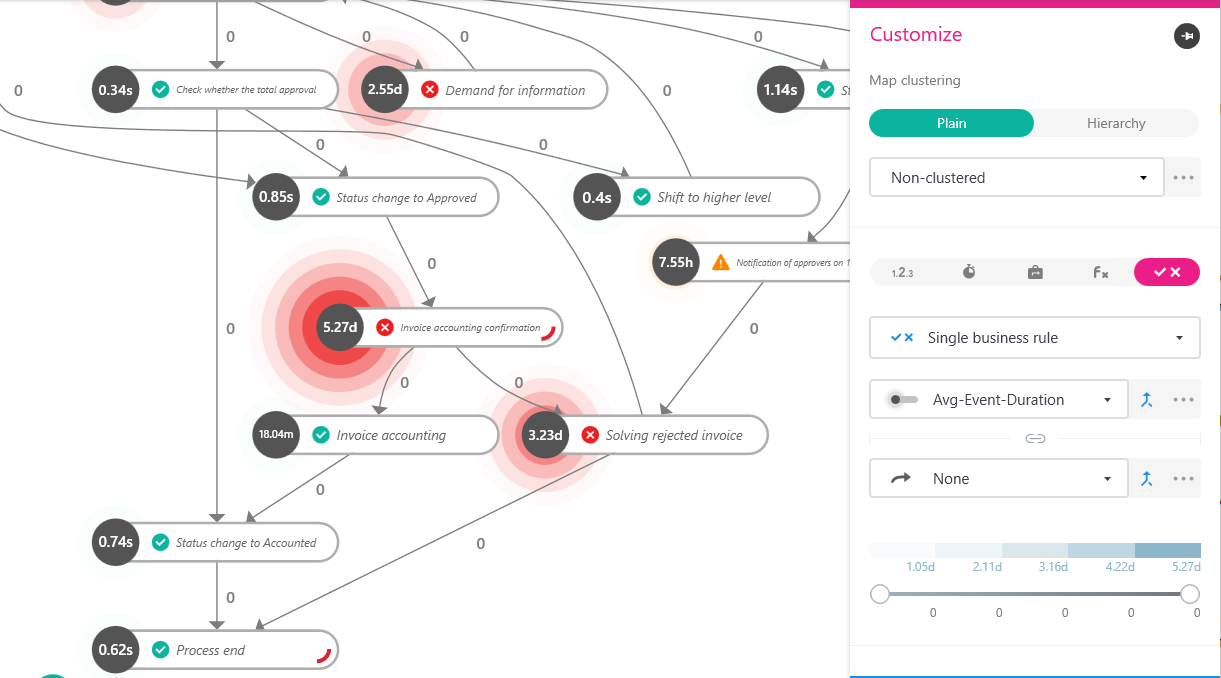 0
0
0
0
0.34s
Check whether the total approval
2.55d
Demand for information
1.14s
0
0
0
0
0.85s
Status change to Approved
0.4s
Shift to higher level
0
7.55h
Notification of approvers on 1
5.27d
Invoice accounting confirmation
0
0
0
0
18.04m
Invoice accounting
3.23d
Solving rejected invoice
0
0
0.74s
Status change to Accounted
0
0.62s
Process end
Customize
Map clustering
Plain
Hierarchy
Non-clustered
1.2.3
Fx
Single business rule
Avg-Event-Duration
None
1.05d
2.11d
3.16d
4.22d
5.27d
0
0
0
0
0